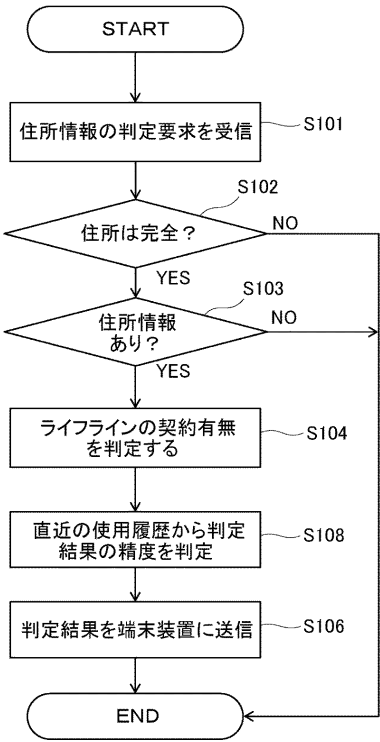 START
住所情報の判定要求を受信
S101
住所は完全？
S102
NO
YES
住所情報
あり？
S103
NO
YES
ライフラインの契約有無
を判定する
S104
直近の使用履歴から判定
結果の精度を判定
S108
判定結果を端末装置に送信
S106
END